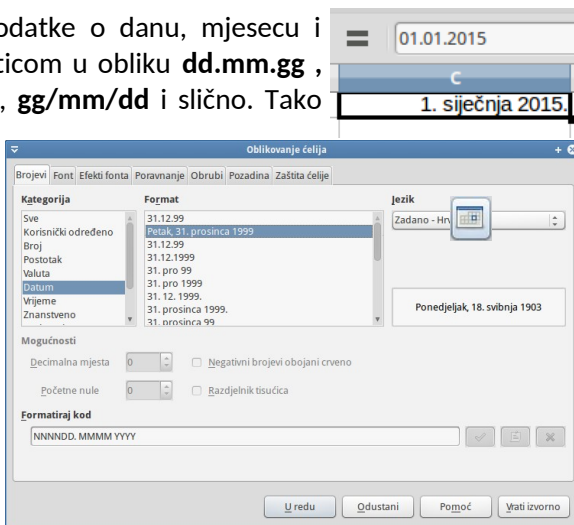 odatke o danu, mjesecu i
ticom u obliku dd.mm.gg ,
, gg/mm/dd i slično. Tako
= 01.01.2015
C
1. siječnja 2015.
Oblikovanje ćelija
Brojevi Font Efekti fonta Poravnanje Obrubi Pozadina Zaštita ćelije
Kategorija
Sve
Korisnički određeno
Broj
Postotak
Valuta
Datum
Vrijeme
Znanstveno
Format
31.12.99
Petak, 31. prosinca 1999
31.12.99
31.12.1999
31. pro 99
31. pro 1999
31. 12. 1999.
31. prosinca 1999.
31. prosinca 99
Jezik
Zadano -
Ponedjeljak, 18. svibnja 1903
Mogućnosti
Decimalna mjesta 0
Negativni brojevi obojani crveno
Početne nule 0
Razdjelnik tisućica
Formatiraj kod
NNNNDD. MMMM YYYY
U redu Odustani Pomoć Vrati izvorno